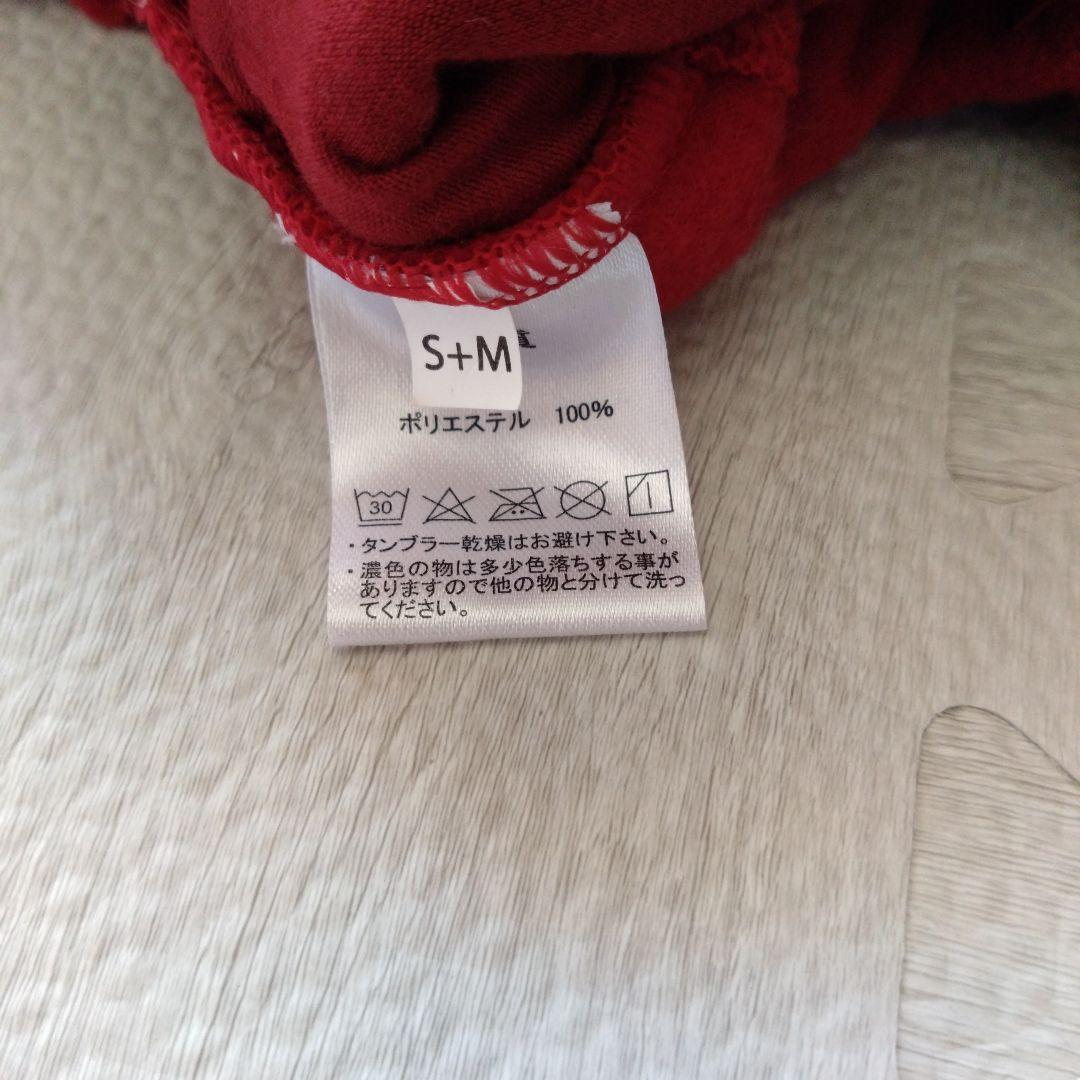 S+M
ポリエステル 100%
30
・タンブラー乾燥はお避け下さい。
・濃色の物は多少色落ちする事が
ありますので他の物と分けて洗っ
てください。